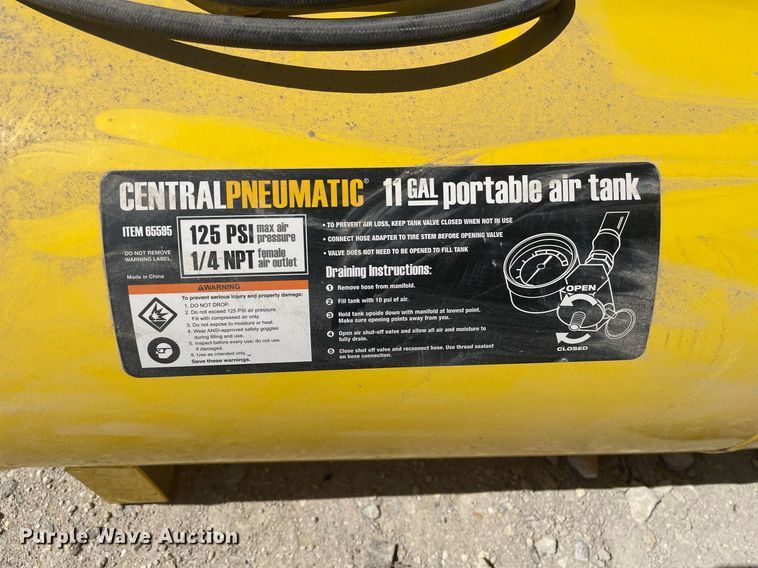 CENTRALPNEUMATIC® 11 GAL portable air tank
ITEM 65595
DO NOT REMOVE
WARNING LABEL
Made in China
125 PSI max air
pressure
1/4 NPT female
air outlet
WARNING
To prevent serious injury and property damage:
1. DO NOT DROP.
2. Do not exceed 125 PSI air pressure.
Fill with compressed air only.
3. Do not expose to moisture or heat.
4. Wear ANSI-approved safety goggles
during filling and use.
5. Inspect before every use; do not use
if damaged.
6. Use as intended only.
Save these warnings.
• TO PREVENT AIR LOSS, KEEP TANK VALVE CLOSED WHEN NOT IN USE
• CONNECT HOSE ADAPTER TO TIRE STEM BEFORE OPENING VALVE
• VALVE DOES NOT NEED TO BE OPENED TO FILL TANK
Draining Instructions:
1 Remove hose from manifold.
2 Fill tank with 10 psi of air.
3 Hold tank upside down with manifold at lowest point.
Make sure opening points away from you.
4 Open air shut-off valve and allow all air and moisture to
fully drain.
5 Close shut off valve and reconnect hose. Use thread sealant
on hose connection.
OPEN
CLOSED
Purple Wave Auction